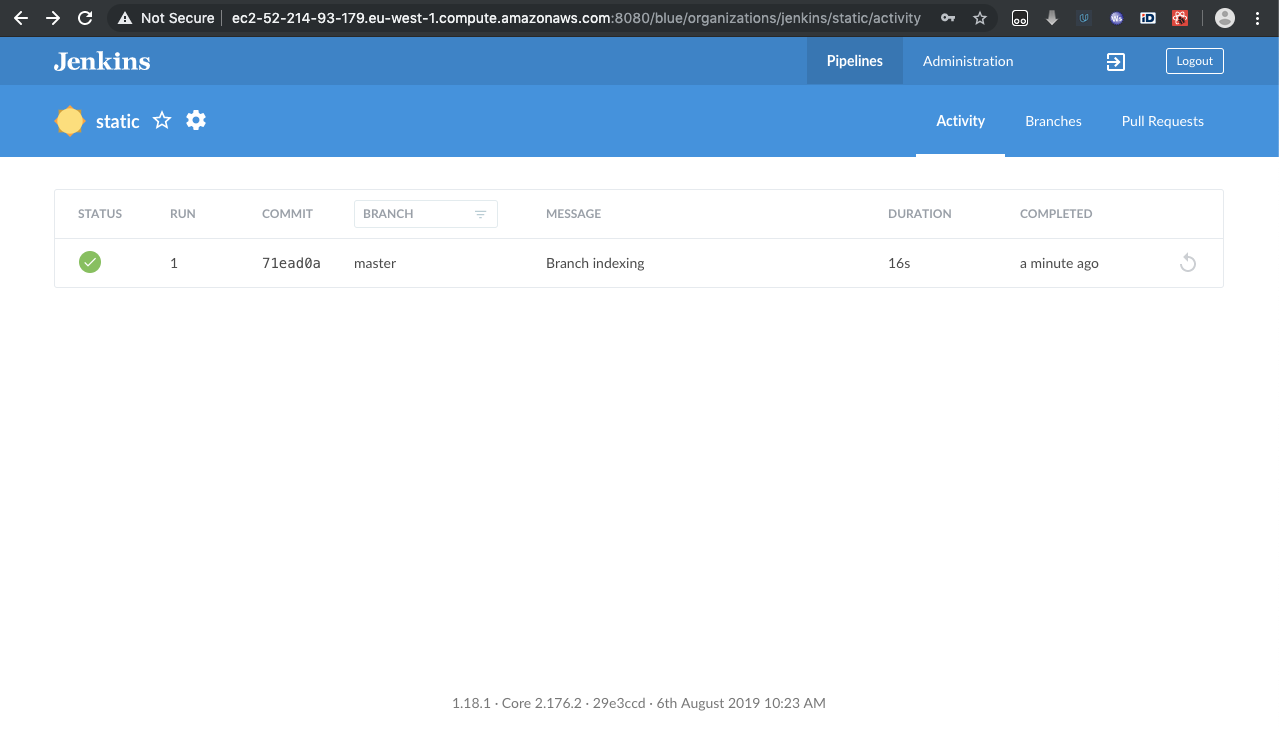 Not Secure ec2-52-214-93-179.eu-west-1.compute.amazonaws.com:8080/blue/organizations/jenkins/static/activity
Jenkins Pipelines Administration Logout
static Activity Branches Pull Requests
STATUS RUN COMMIT BRANCH MESSAGE DURATION COMPLETED
1 71ead0a master Branch indexing 16s a minute ago
1.18.1 · Core 2.176.2 · 29e3ccd · 6th August 2019 10:23 AM